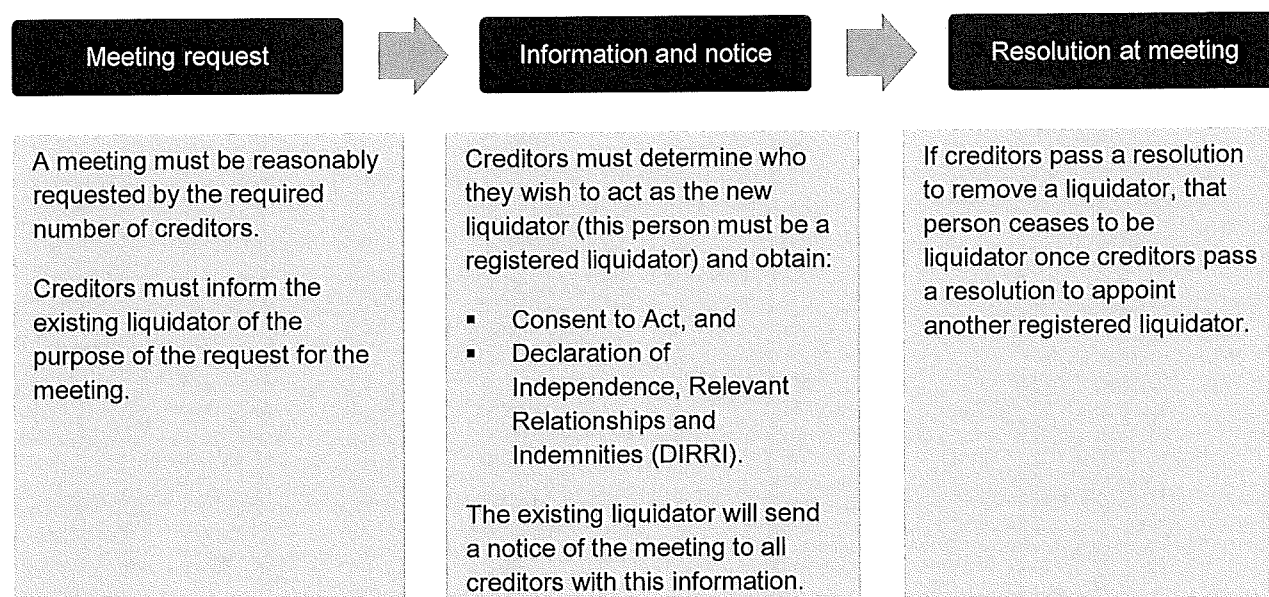 Meeting request
Information and notice
Resolution at meeting
A meeting must be reasonably
requested by the required
number of creditors.
Creditors must inform the
existing liquidator of the
purpose of the request for the
meeting.
Creditors must determine who
they wish to act as the new
liquidator (this person must be a
registered liquidator) and obtain:
▪ Consent to Act, and
▪ Declaration of
Independence, Relevant
Relationships and
Indemnities (DIRRI).
The existing liquidator will send
a notice of the meeting to all
creditors with this information.
If creditors pass a resolution
to remove a liquidator, that
person ceases to be
liquidator once creditors pass
a resolution to appoint
another registered liquidator.